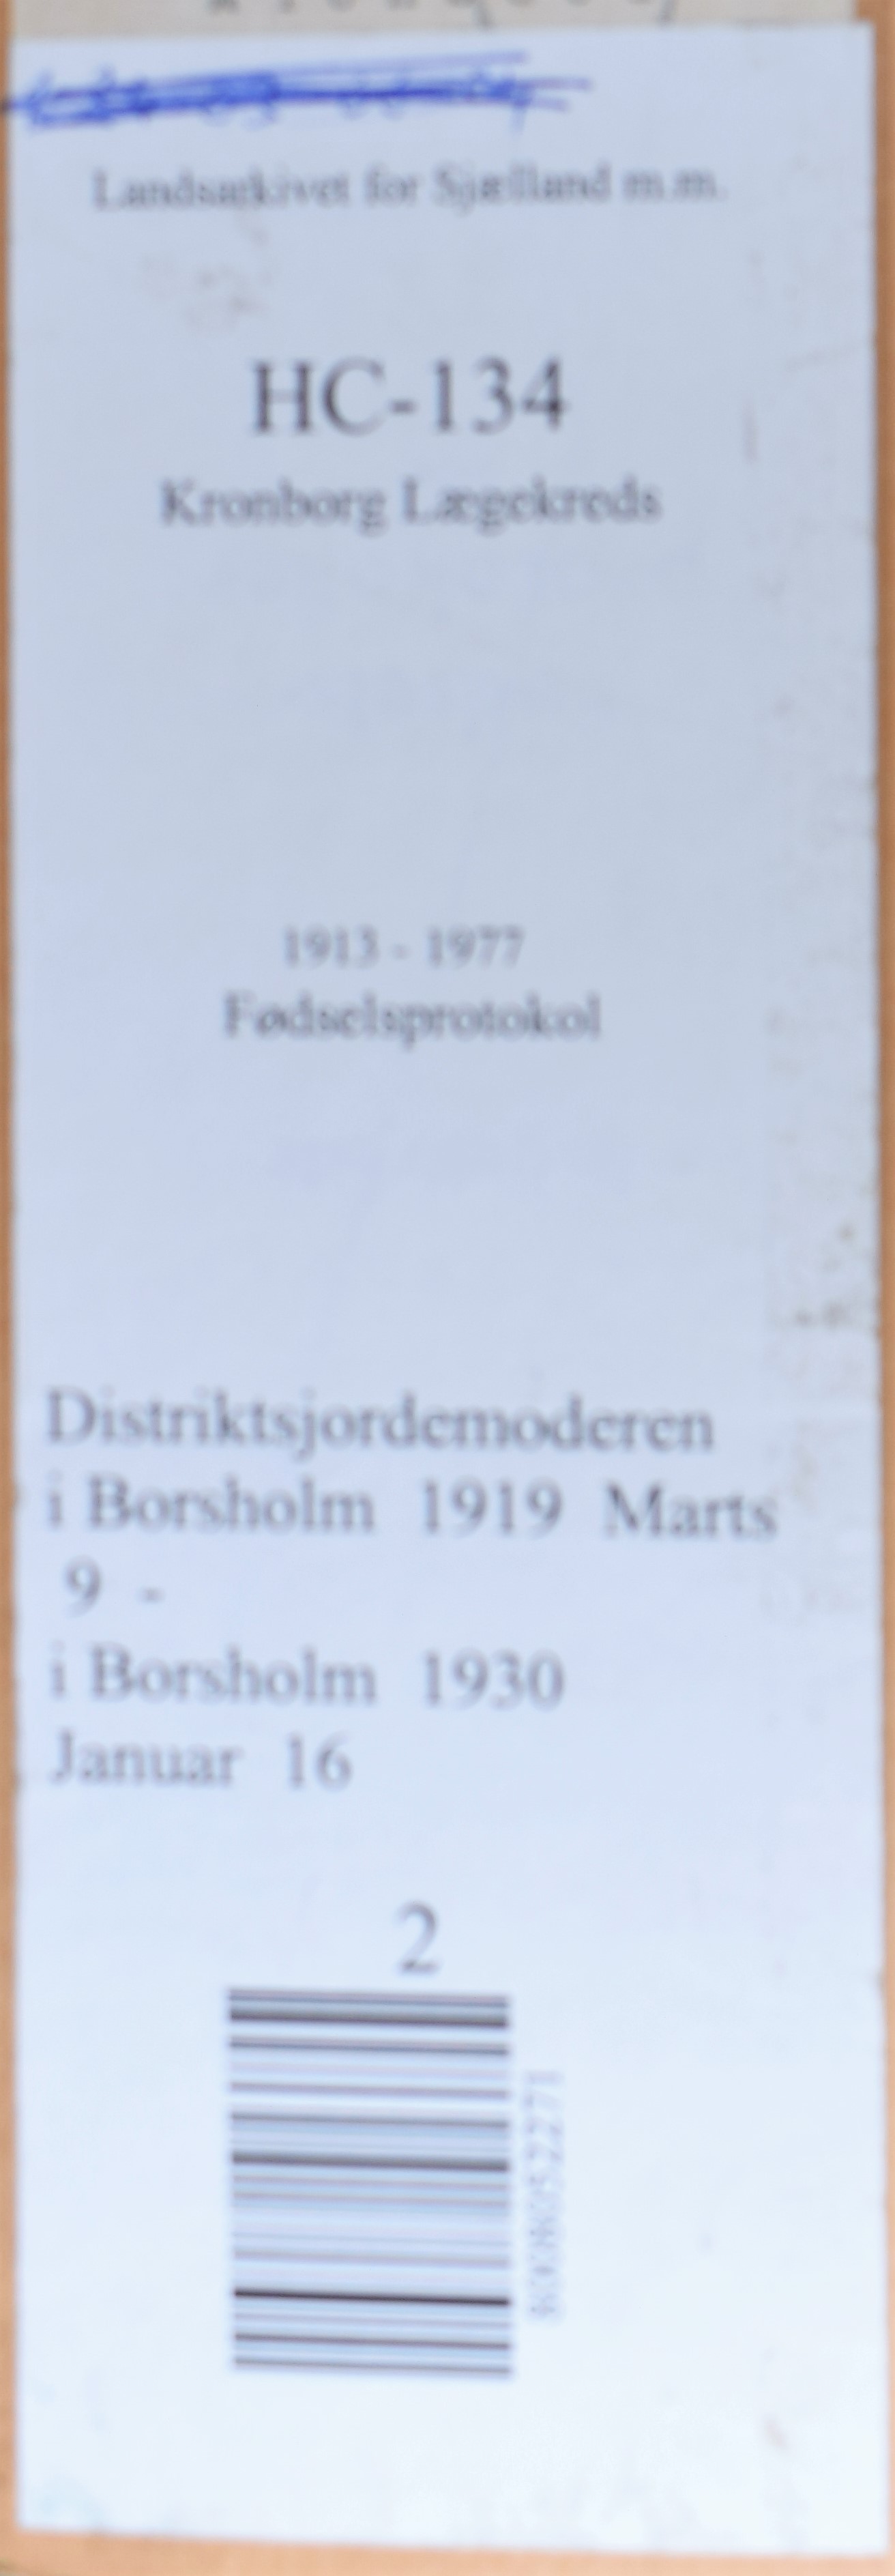 Landsarkivet for Sjælland m.m.
HC-134
Kronborg Lægekreds
1913 - 1977
Fødselsprotokol
Distriktsjordemoderen
i Borsholm 1919 Marts
9 -
i Borsholm 1930
Januar 16
2